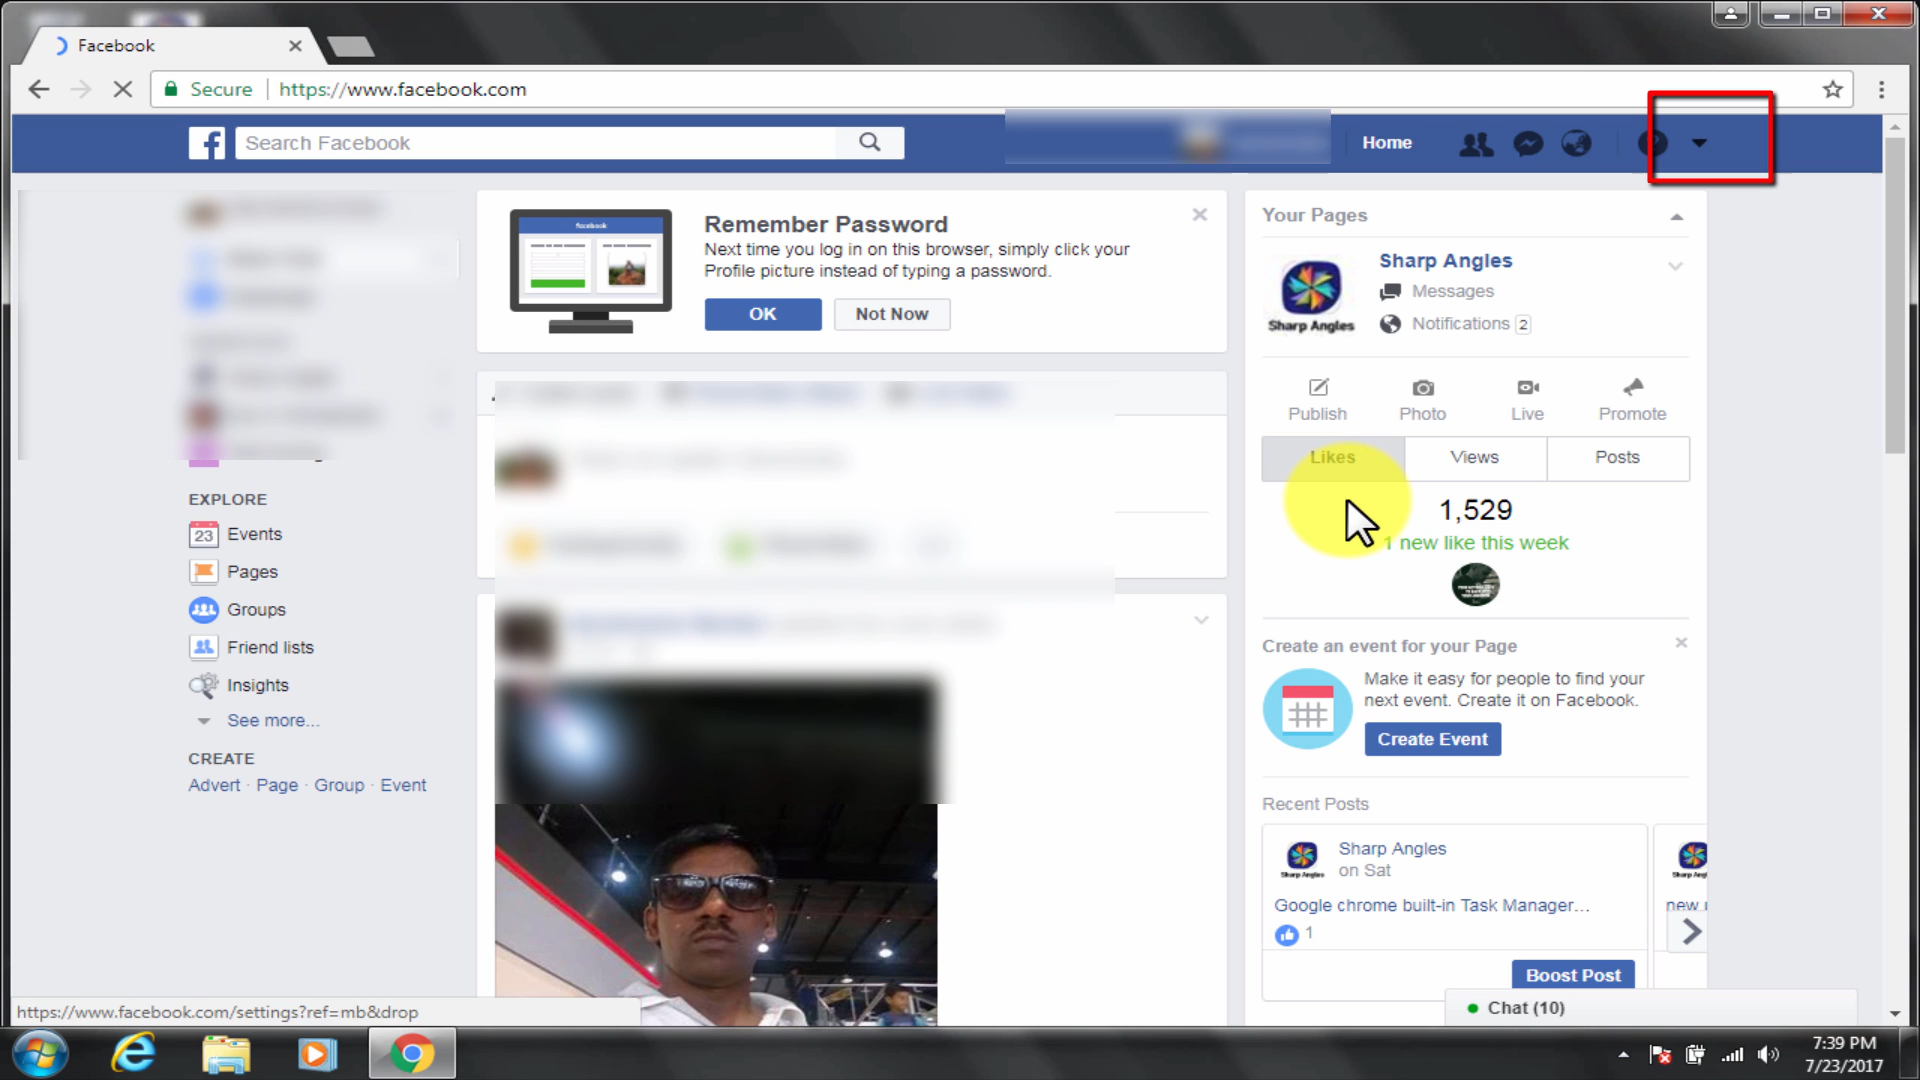 Facebook
Secure
https://www.facebook.com
Search Facebook
Home
Remember Password
Next time you log in on this browser, simply click your
Profile picture instead of typing a password.
OK
Not Now
facebook
EXPLORE
23
Events
Pages
Groups
Friend lists
Insights
See more...
CREATE
Advert · Page · Group · Event
Your Pages
Sharp Angles
Messages
Notifications 2
Sharp Angles
Publish
Photo
Live
Promote
Likes
Views
Posts
1,529
1 new like this week
Create an event for your Page
Make it easy for people to find your
next event. Create it on Facebook.
Create Event
Recent Posts
Sharp Angles
on Sat
Sharp Angles
Google chrome built-in Task Manager...
1
Boost Post
Chat (10)
https://www.facebook.com/settings?ref=mb&drop
7:39 PM
7/23/2017